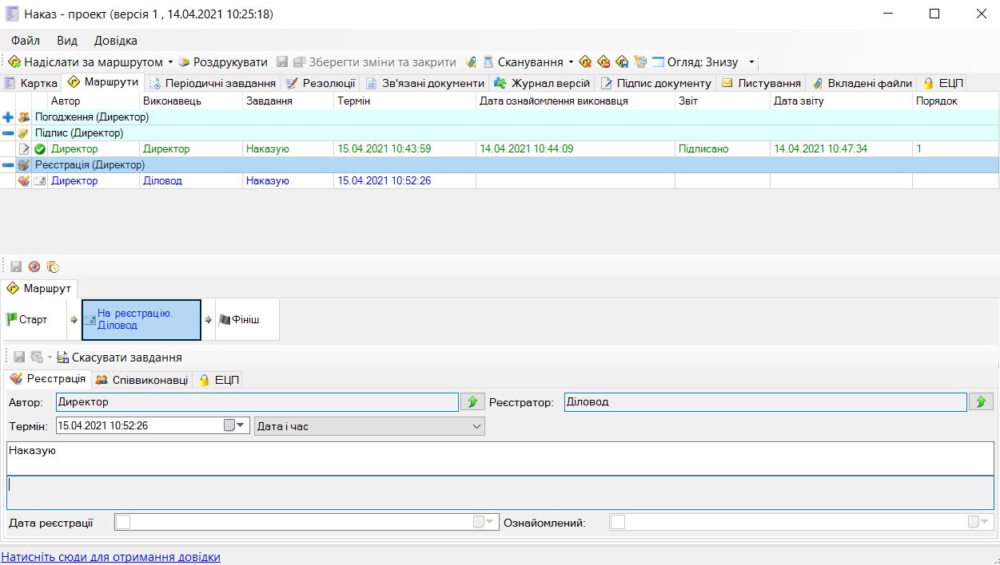 Наказ - проект (версія 1 , 14.04.2021 10:25:18)
Файл Вид Довідка
Надіслати за маршрутом Роздрукувати Зберегти зміни та закрити Сканування Огляд: Знизу
Картка Маршрути Періодичні завдання Резолюції Зв'язані документи Журнал версій Підпис документу Листування Вкладені файли ЕЦП
Автор Виконавець Завдання Термін Дата ознайомлення виконавця Звіт Дата звіту Порядок
Погодження (Директор)
Підпис (Директор)
Директор Директор Наказую 15.04.2021 10:43:59 14.04.2021 10:44:09 Підписано 14.04.2021 10:47:34 1
Реєстрація (Директор)
Директор Діловод Наказую 15.04.2021 10:52:26
Маршрут
Старт На реєстрацію. Фініш
Діловод
Скасувати завдання
Реєстрація Співвиконавці ЕЦП
Автор: Директор Реєстратор: Діловод
Термін: 15.04.2021 10:52:26 Дата і час
Наказую
Дата реєстрації Ознайомлений:
Натисніть сюди для отримання довідки